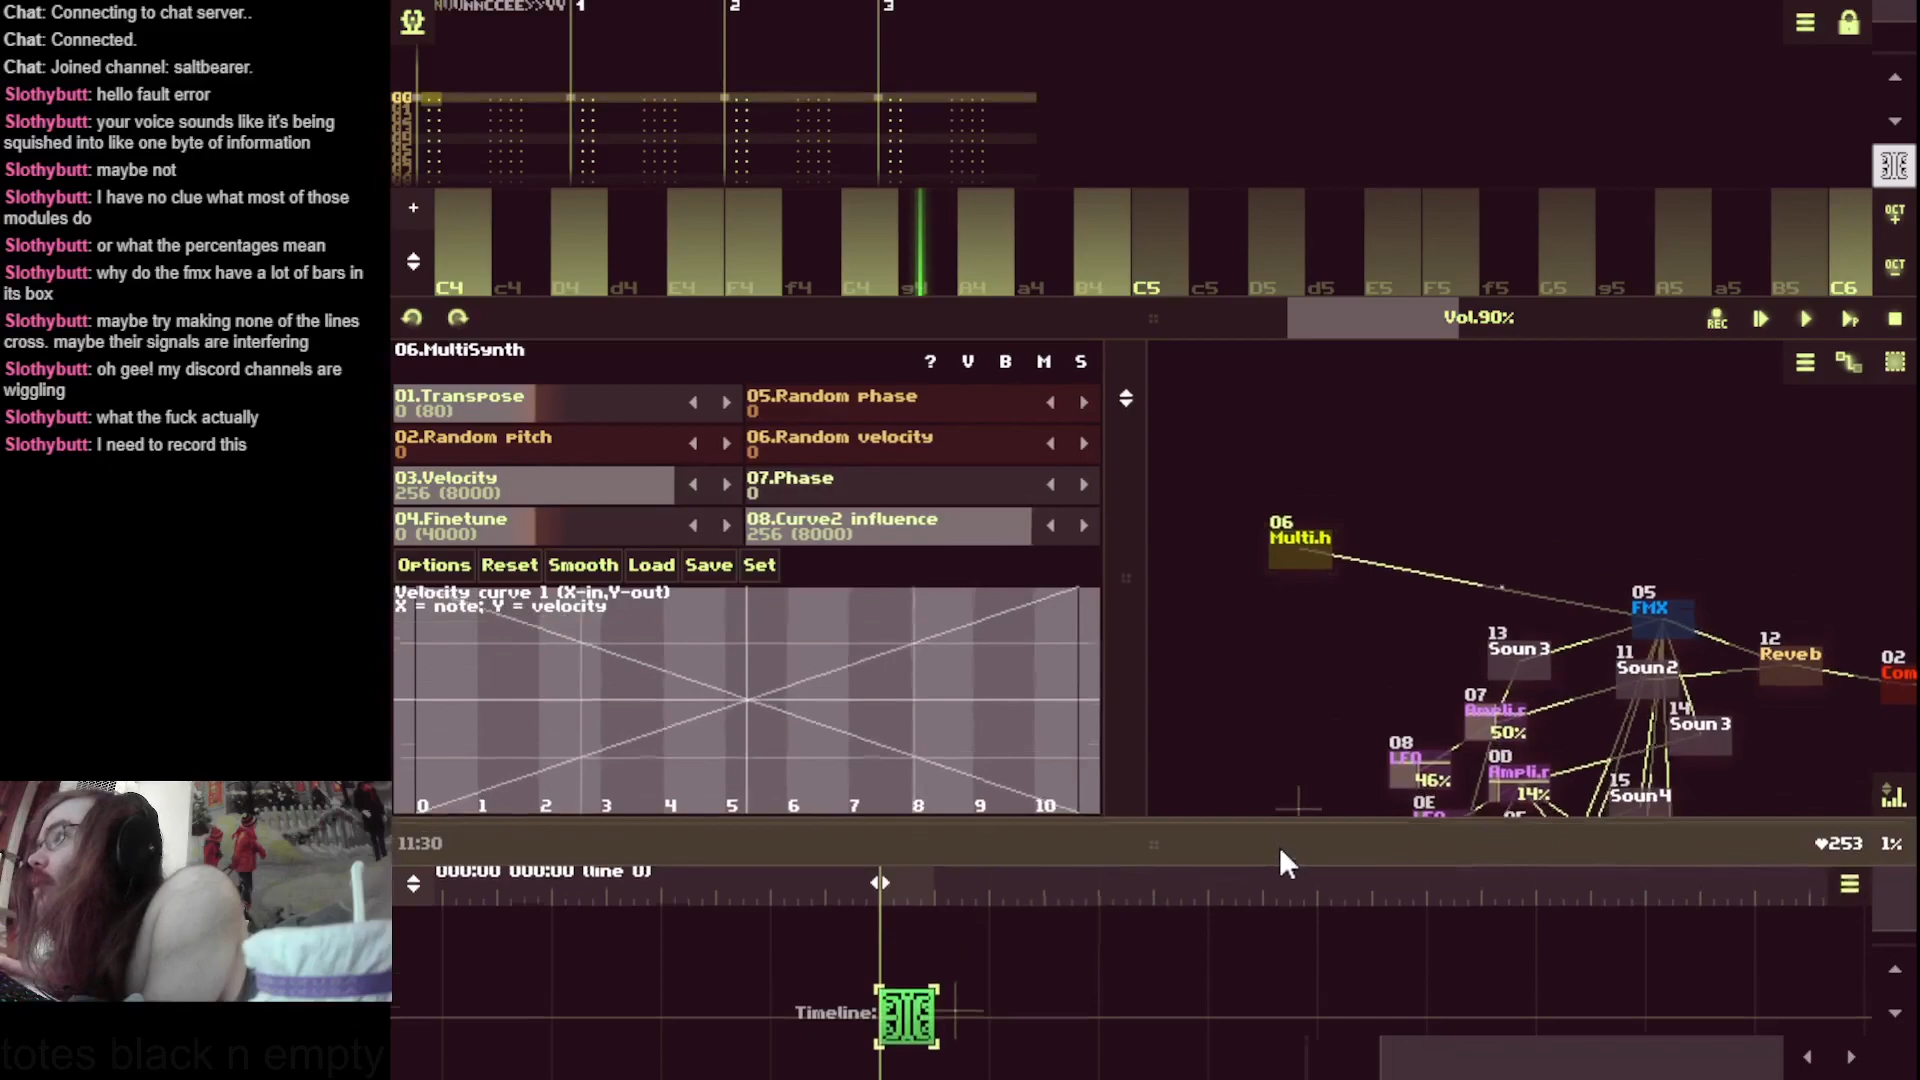 Chat: Connecting to chat server..
Chat: Connected.
Chat: Joined channel: saltbearer.
Slothybutt: hello fault error
Slothybutt: your voice sounds like it's being
squished into like one byte of information
Slothybutt: maybe not
Slothybutt: I have no clue what most of those
modules do
Slothybutt: or what the percentages mean
Slothybutt: why do the fmx have a lot of bars in
its box
Slothybutt: maybe try making none of the lines
cross. maybe their signals are interfering
Slothybutt: oh gee! my discord channels are
wiggling
Slothybutt: what the fuck actually
Slothybutt: I need to record this
totes black n empty
1 2 3
C4 c4 D4 d4 E4 F4 f4 G4 g4 A4 a4 B4 C5 c5 D5 d5 E5 F5 f5 G5 g5 A5 a5 B5 C6
OCT +
OCT -
Vol.90%
REC
P
06.MultiSynth
? V B M S
01.Transpose
0 (80)
05.Random phase
0
02.Random pitch
0
06.Random velocity
0
03.Velocity
256 (8000)
07.Phase
0
04.Finetune
0 (4000)
08.Curve2 influence
256 (8000)
Options Reset Smooth Load Save Set
Velocity curve 1 (X-in,Y-out)
X = note; Y = velocity
0 1 2 3 4 5 6 7 8 9 10
06
Multi.h
05
FMX
13
Soun3
11
Soun2
12
Reveb
02
Com
07
Ampli.r
50%
14
Soun3
08
LFO
46%
0D
Ampli.r
14%
15
Soun4
0E
LFO
11:30
♥253 1%
000:00 000:00 (line 0)
Timeline: